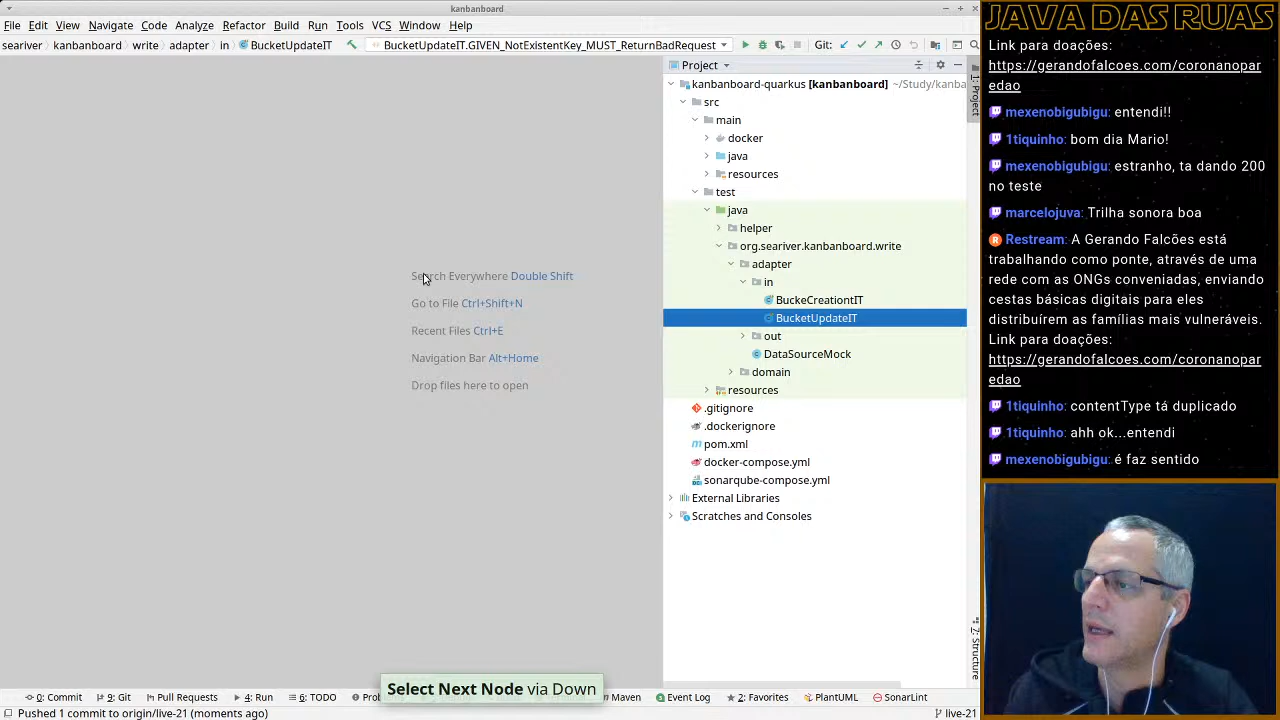 kanbanboard
File Edit View Navigate Code Analyze Refactor Build Run Tools VCS Window Help
seariver kanbanboard write adapter in BucketUpdateIT BucketUpdateIT.GIVEN_NotExistentKey_MUST_ReturnBadRequest Git:
Project
kanbanboard-quarkus [kanbanboard] ~/Study/kanba
src
main
docker
java
resources
test
java
helper
org.seariver.kanbanboard.write
adapter
in
BuckeCreationtIT
BucketUpdateIT
out
DataSourceMock
domain
resources
.gitignore
.dockerignore
pom.xml
docker-compose.yml
sonarqube-compose.yml
External Libraries
Scratches and Consoles
Search Everywhere Double Shift
Go to File Ctrl+Shift+N
Recent Files Ctrl+E
Navigation Bar Alt+Home
Drop files here to open
1: Project
7: Structure
Select Next Node via Down
0: Commit 9: Git Pull Requests 4: Run 6: TODO Prob Maven Event Log 2: Favorites PlantUML SonarLint
Pushed 1 commit to origin/live-21 (moments ago) live-21
JAVA DAS RUAS
Link para doações:
https://gerandofalcoes.com/coronanopar
edao
mexenobigubigu: entendi!!
1tiquinho: bom dia Mario!
mexenobigubigu: estranho, ta dando 200
no teste
marcelojuva: Trilha sonora boa
Restream: A Gerando Falcões está
trabalhando como ponte, através de uma
rede com as ONGs conveniadas, enviando
cestas básicas digitais para eles
distribuírem as famílias mais vulneráveis.
Link para doações:
https://gerandofalcoes.com/coronanopar
edao
1tiquinho: contentType tá duplicado
1tiquinho: ahh ok...entendi
mexenobigubigu: é faz sentido